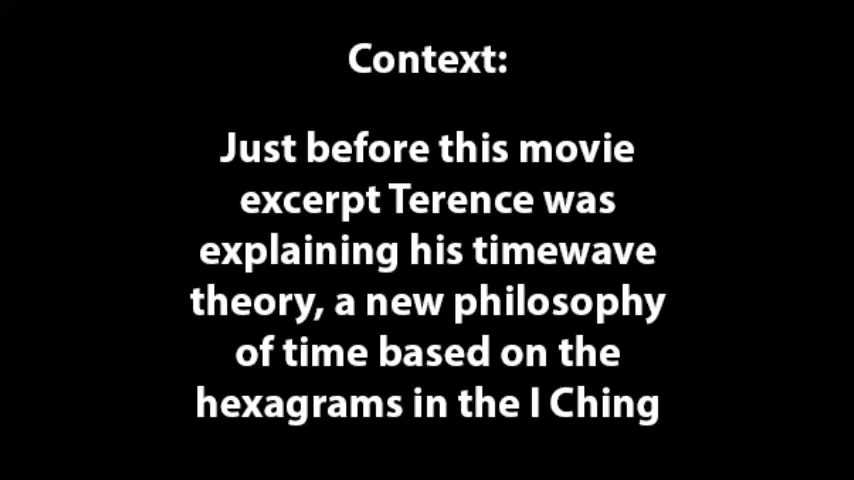 Context:
Just before this movie
excerpt Terence was
explaining his timewave
theory, a new philosophy
of time based on the
hexagrams in the I Ching